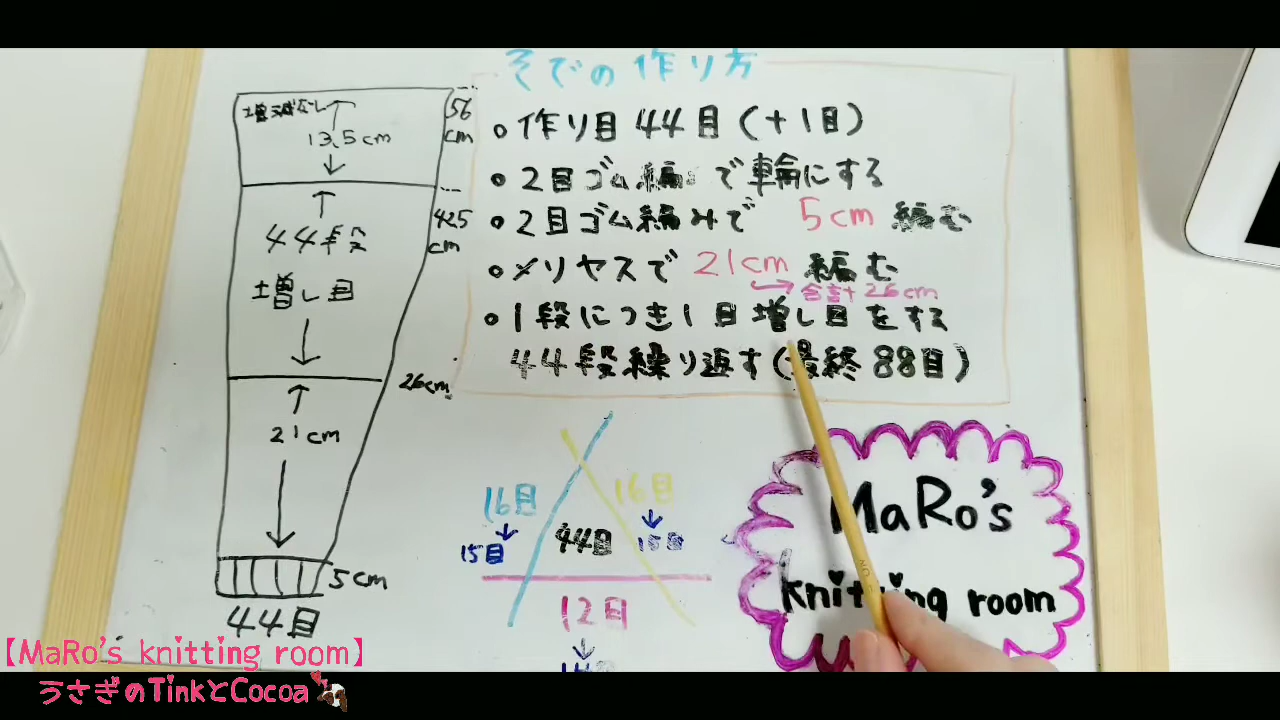 そでの作り方
増減なし
13,5cm
56
cm
44段
増し目
42.5
cm
26cm
21cm
5cm
44目
•作り目44目(+1目)
•2目ゴム編みで輪にする
•2目ゴム編みで 5cm 編む
•メリヤスで 21cm 編む
合計26cm
•1段につき1目増し目をする
44段繰り返す(最終88目)
16目
15目
16目
15目
44目
12目
MaRo's
knitting room
【MaRo's knitting room】
うさぎのTinkとCocoa